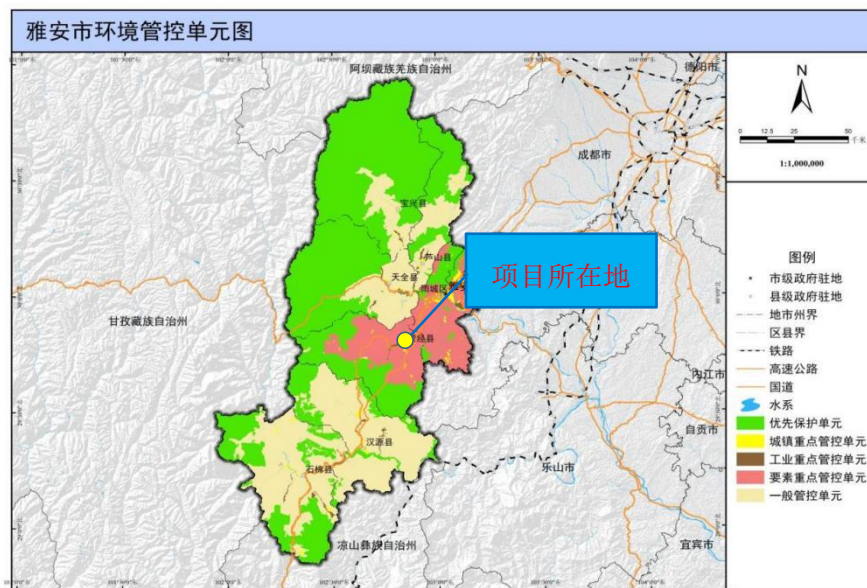 雅安市环境管控单元图
阿坝藏族羌族自治州
德阳市
成都市
宝兴县
芦山县
天全县
雨城区
项目所在地
甘孜藏族自治州
荥经县
内江市
自贡市
汉源县
石棉县
乐山市
凉山彝族自治州
宜宾市
N
0 12.5 25 50
千米
1:1,000,000
图例
市级政府驻地
县级政府驻地
地市州界
区县界
铁路
高速公路
国道
水系
优先保护单元
城镇重点管控单元
工业重点管控单元
要素重点管控单元
一般管控单元